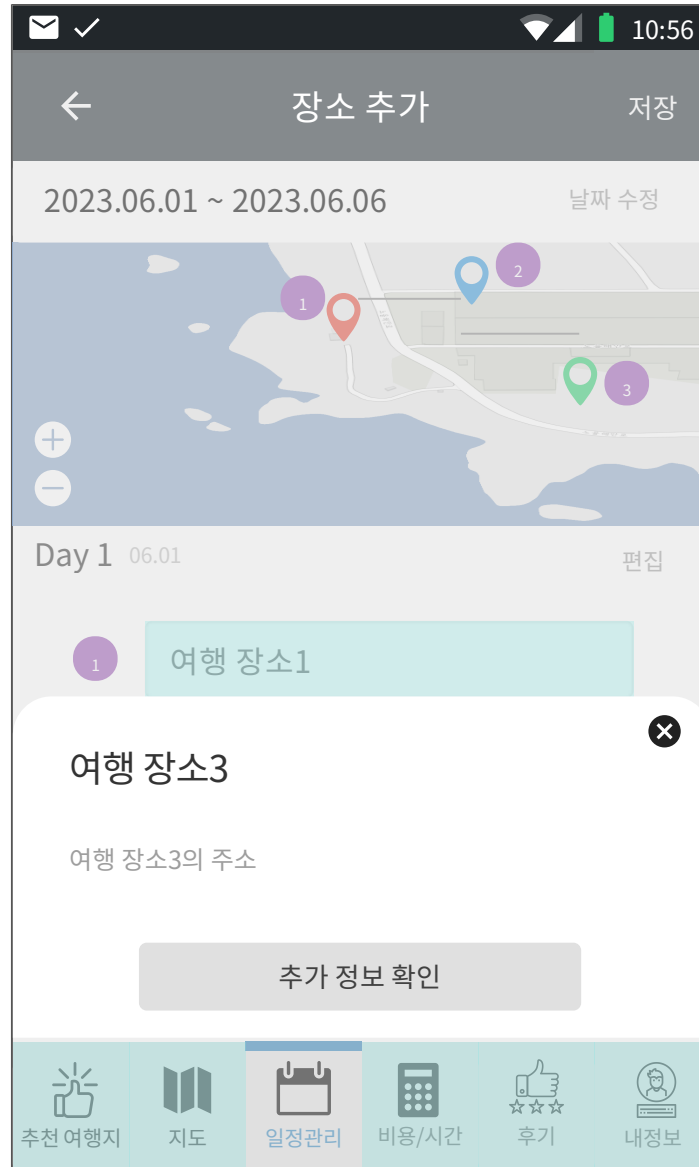 10:56
장소 추가
저장
2023.06.01 ~ 2023.06.06
날짜 수정
2
1
3
Day 1 06.01
편집
1
여행 장소1
여행 장소3
여행 장소3의 주소
추가 정보 확인
추천 여행지
지도
일정관리
비용/시간
후기
내정보